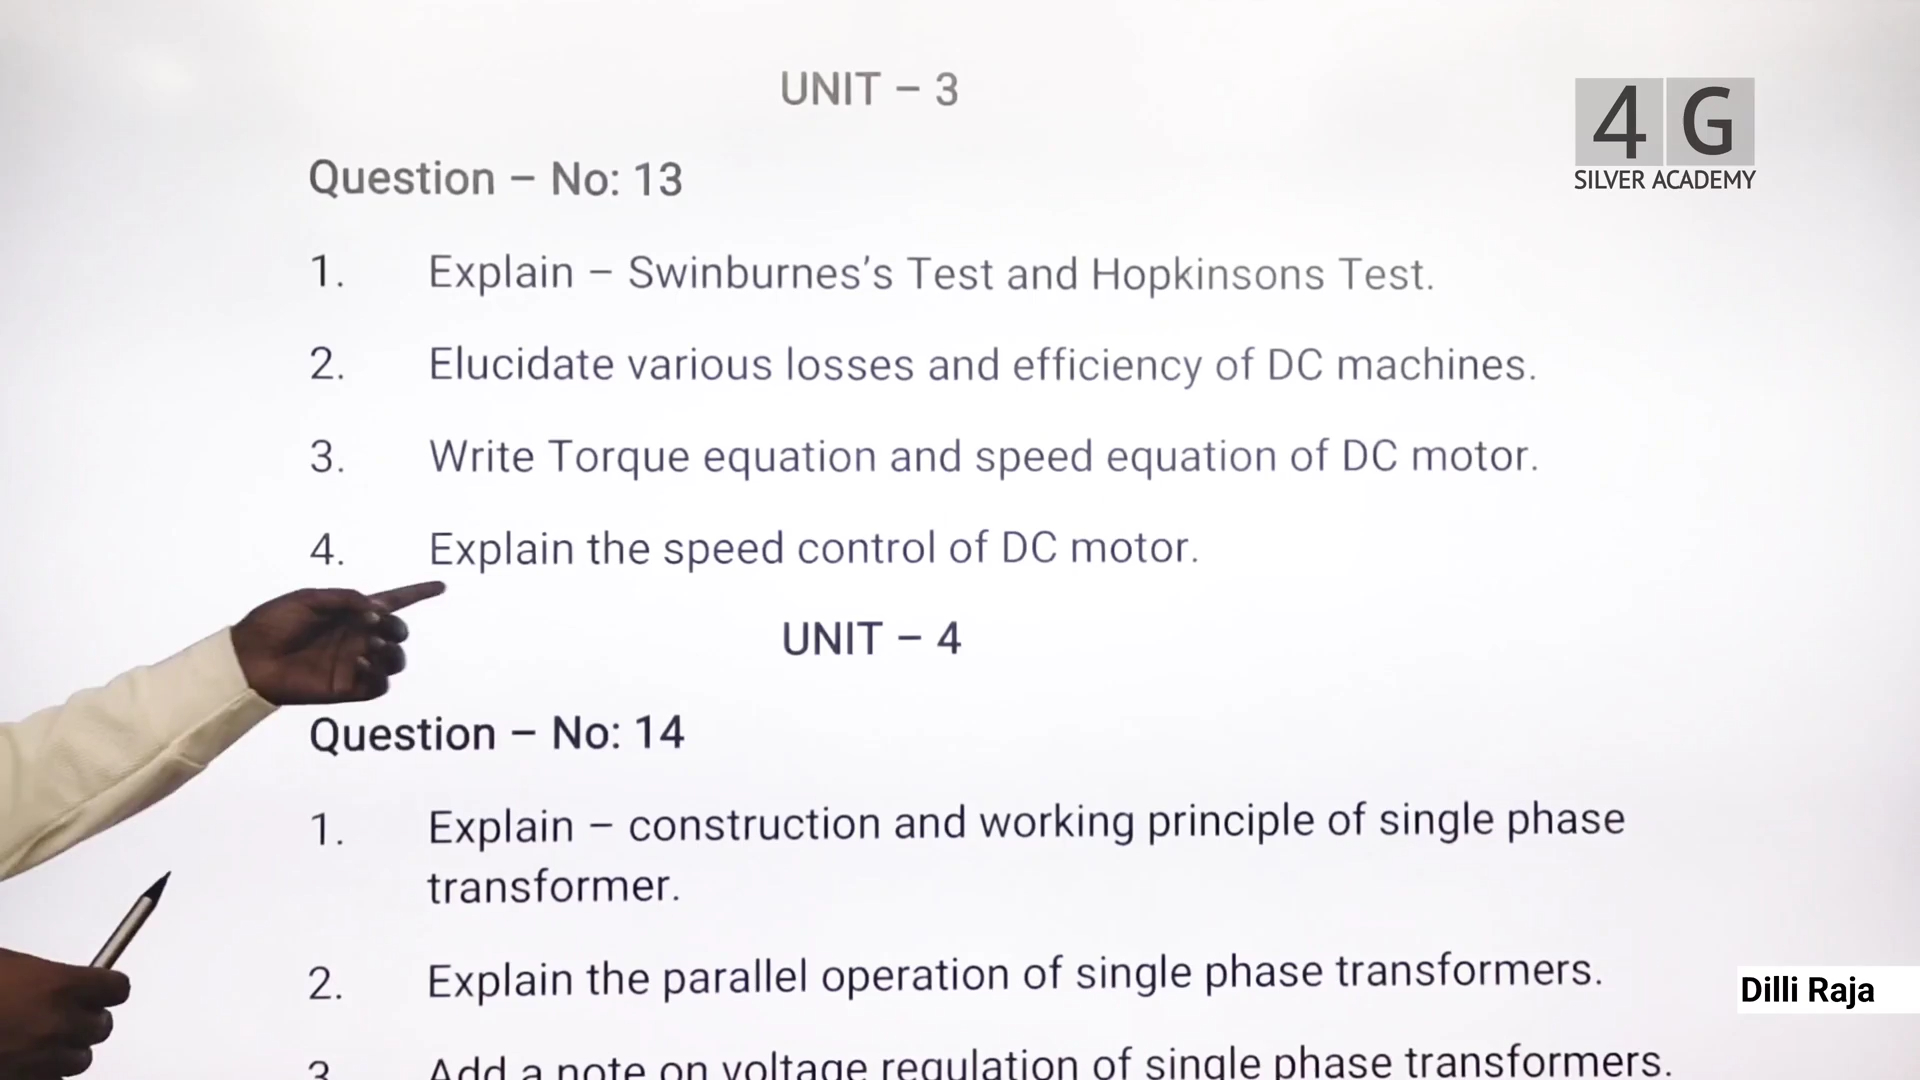 UNIT – 3
4 G
SILVER ACADEMY
Question – No: 13
1. Explain – Swinburnes’s Test and Hopkinsons Test.
2. Elucidate various losses and efficiency of DC machines.
3. Write Torque equation and speed equation of DC motor.
4. Explain the speed control of DC motor.
UNIT – 4
Question – No: 14
1. Explain – construction and working principle of single phase
transformer.
2. Explain the parallel operation of single phase transformers.
Dilli Raja
3. Add a note on voltage regulation of single phase transformers.